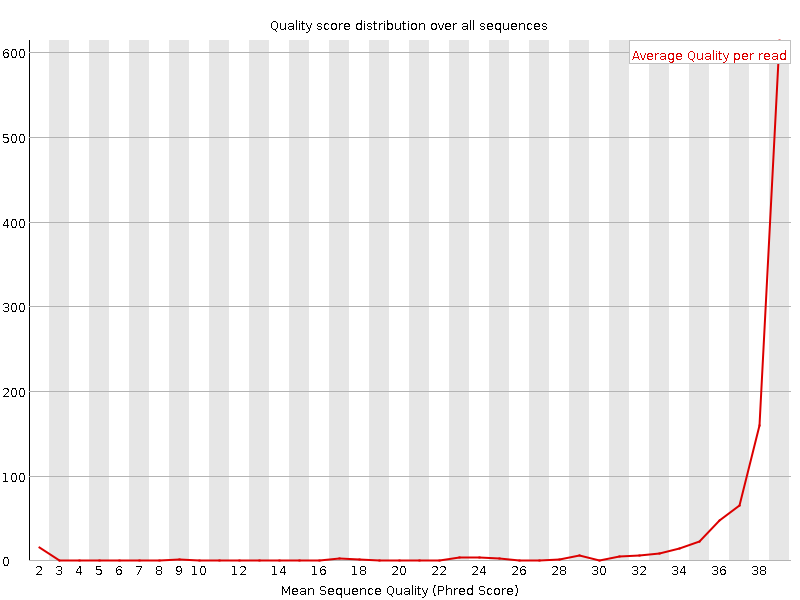 Quality score distribution over all sequences
Average Quality per read
600
500
400
300
200
100
0
2 3 4 5 6 7 8 9 10 12 14 16 18 20 22 24 26 28 30 32 34 36 38
Mean Sequence Quality (Phred Score)